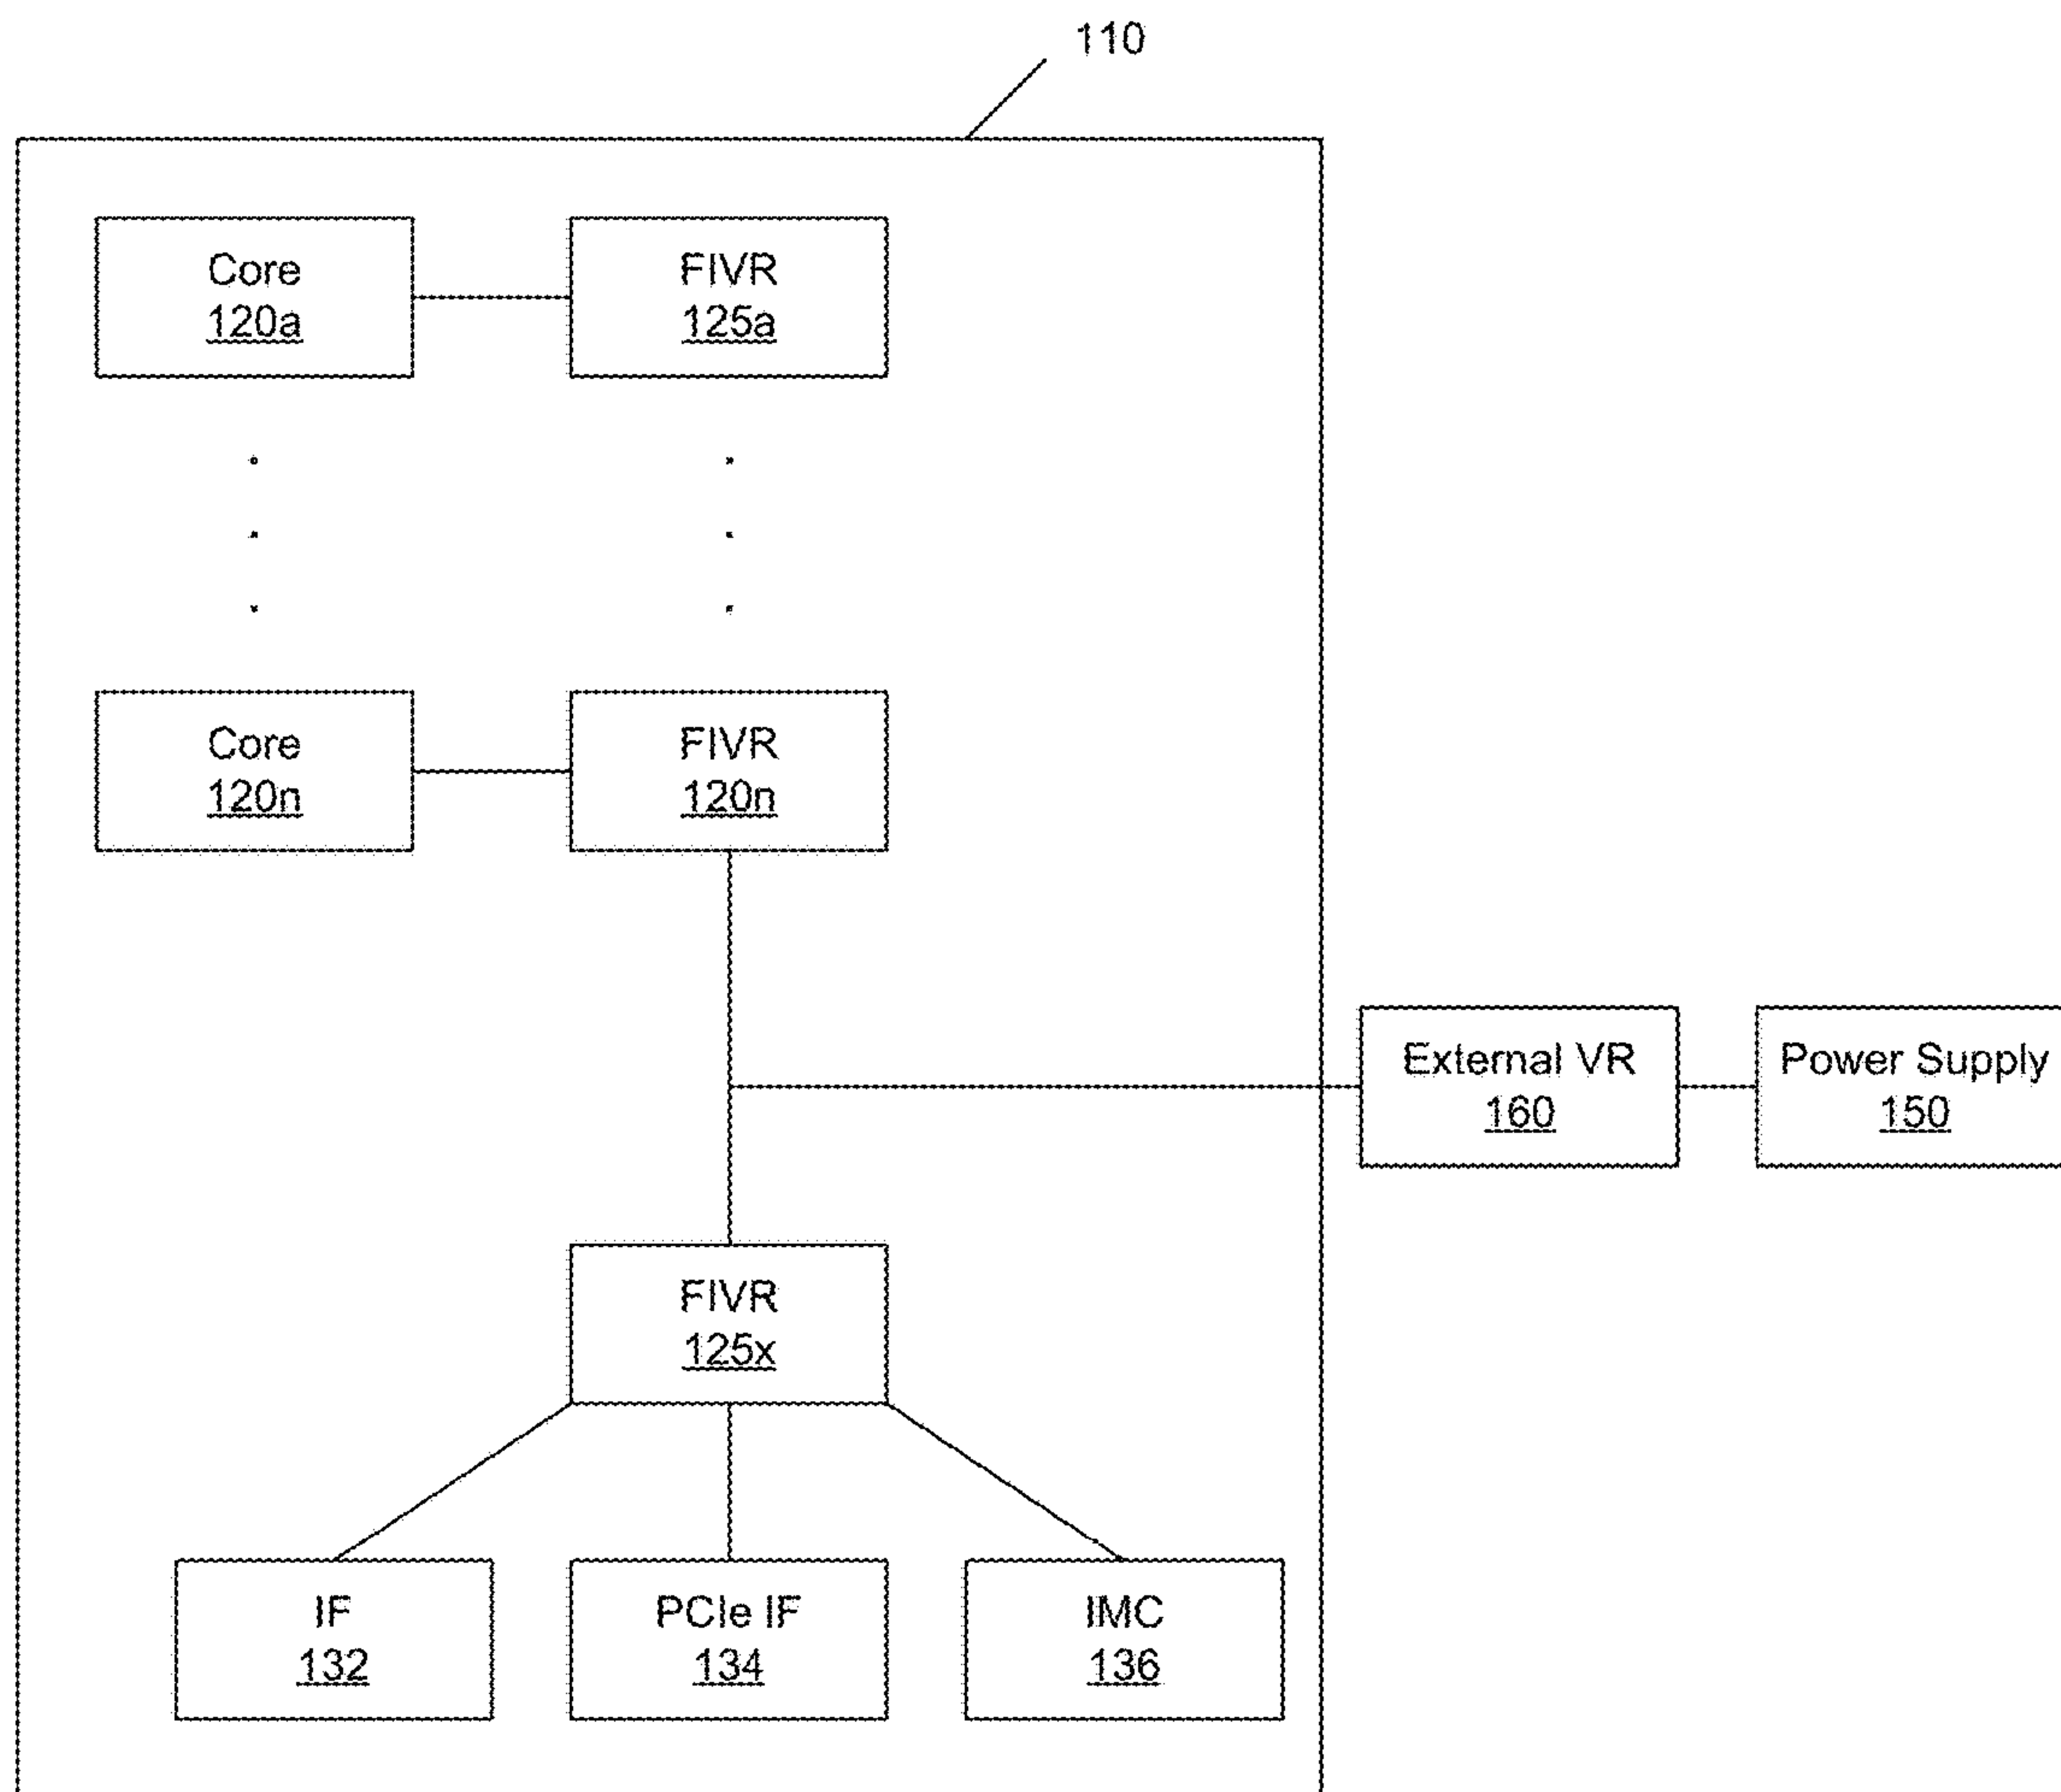 110
Core
120a
FIVR
125a
Core
120n
FIVR
120n
External VR
160
Power Supply
150
FIVR
125x
IF
132
PCIe IF
134
IMC
136